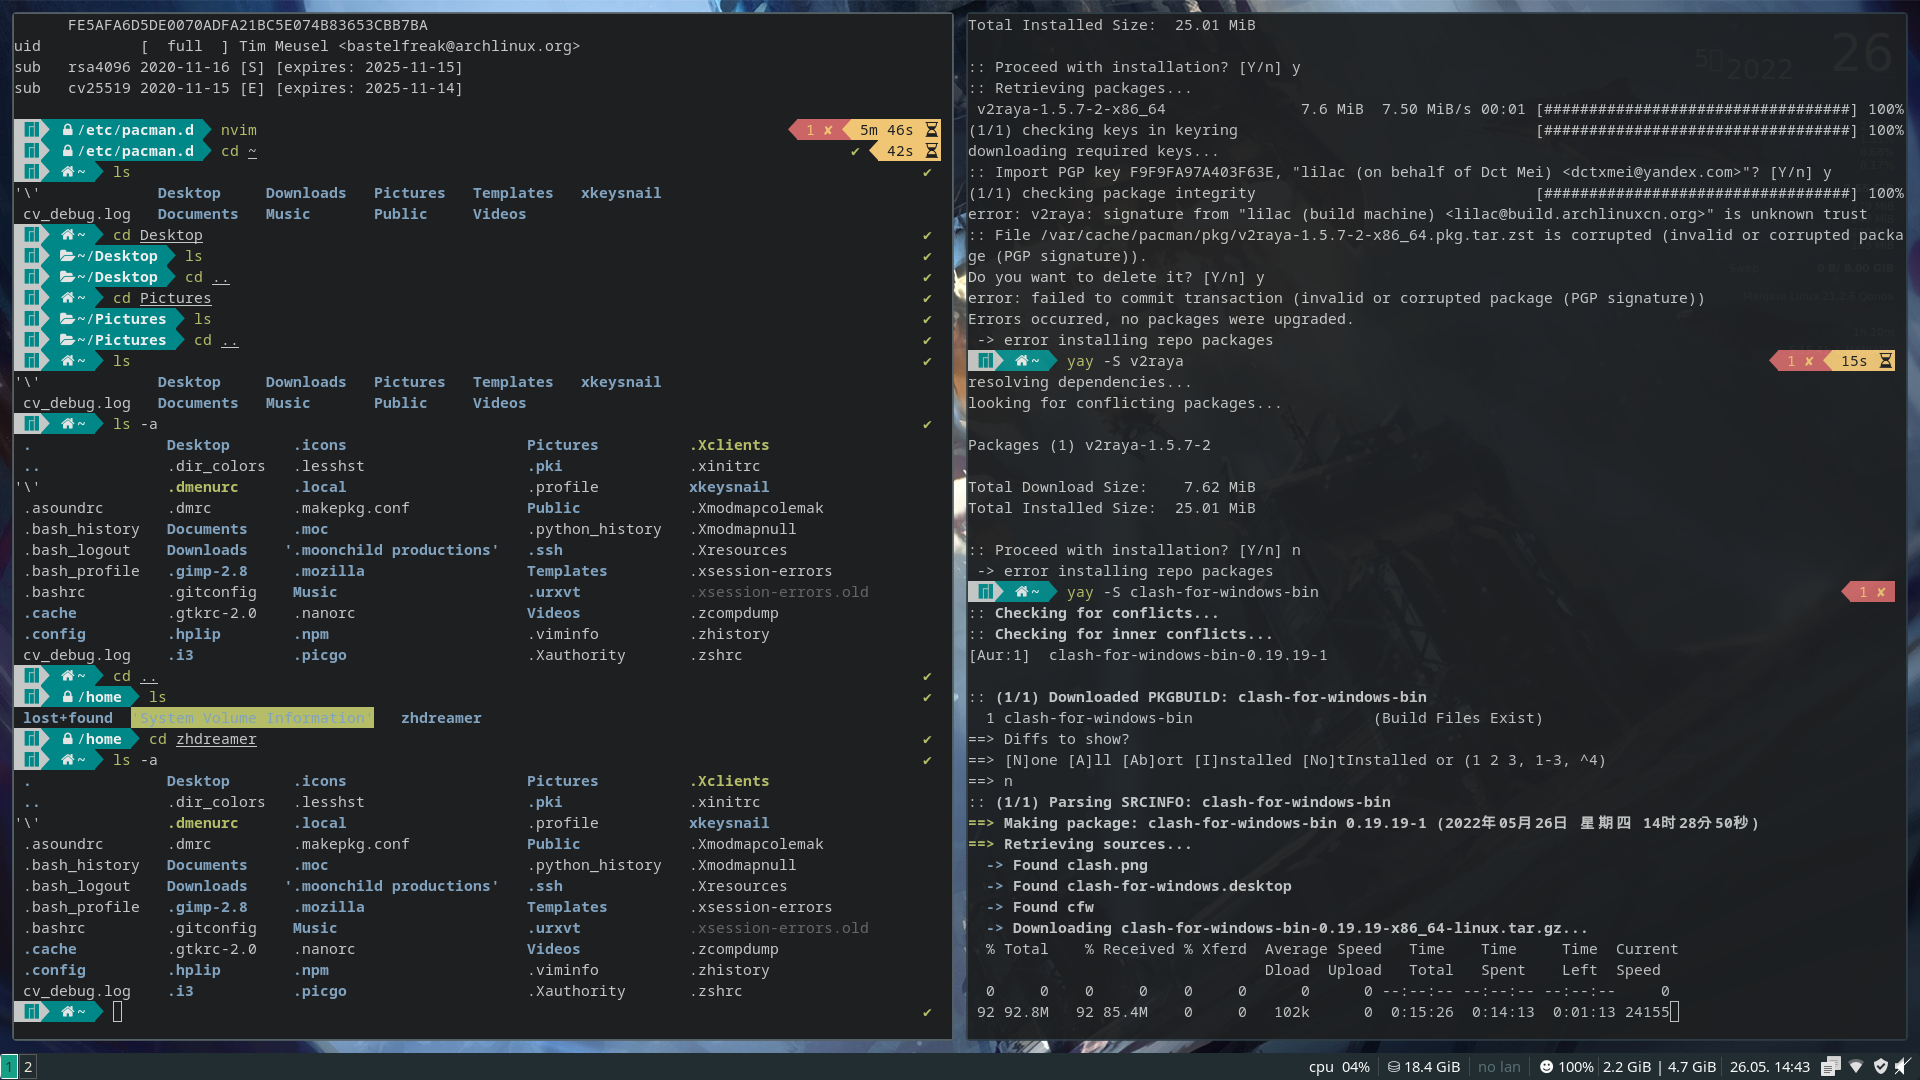 FE5AFA6D5DE0070ADFA21BC5E074B83653CBB7BA
uid           [  full  ] Tim Meusel <bastelfreak@archlinux.org>
sub   rsa4096 2020-11-16 [S] [expires: 2025-11-15]
sub   cv25519 2020-11-15 [E] [expires: 2025-11-14]
/etc/pacman.d nvim 1 ✘ 5m 46s
/etc/pacman.d cd ~ ✔ 42s
~ ls ✔
'\' Desktop Downloads Pictures Templates xkeysnail
cv_debug.log Documents Music Public Videos
~ cd Desktop ✔
~/Desktop ls ✔
~/Desktop cd .. ✔
~ cd Pictures ✔
~/Pictures ls ✔
~/Pictures cd .. ✔
~ ls ✔
'\' Desktop Downloads Pictures Templates xkeysnail
cv_debug.log Documents Music Public Videos
~ ls -a ✔
. Desktop .icons Pictures .Xclients
.. .dir_colors .lesshst .pki .xinitrc
'\' .dmenurc .local .profile xkeysnail
.asoundrc .dmrc .makepkg.conf Public .Xmodmapcolemak
.bash_history Documents .moc .python_history .Xmodmapnull
.bash_logout Downloads '.moonchild productions' .ssh .Xresources
.bash_profile .gimp-2.8 .mozilla Templates .xsession-errors
.bashrc .gitconfig Music .urxvt .xsession-errors.old
.cache .gtkrc-2.0 .nanorc Videos .zcompdump
.config .hplip .npm .viminfo .zhistory
cv_debug.log .i3 .picgo .Xauthority .zshrc
~ cd .. ✔
/home ls ✔
lost+found 'System Volume Information' zhdreamer
/home cd zhdreamer ✔
~ ls -a ✔
. Desktop .icons Pictures .Xclients
.. .dir_colors .lesshst .pki .xinitrc
'\' .dmenurc .local .profile xkeysnail
.asoundrc .dmrc .makepkg.conf Public .Xmodmapcolemak
.bash_history Documents .moc .python_history .Xmodmapnull
.bash_logout Downloads '.moonchild productions' .ssh .Xresources
.bash_profile .gimp-2.8 .mozilla Templates .xsession-errors
.bashrc .gitconfig Music .urxvt .xsession-errors.old
.cache .gtkrc-2.0 .nanorc Videos .zcompdump
.config .hplip .npm .viminfo .zhistory
cv_debug.log .i3 .picgo .Xauthority .zshrc
~ ✔
Total Installed Size:  25.01 MiB
5 2022 26
:: Proceed with installation? [Y/n] y
:: Retrieving packages...
v2raya-1.5.7-2-x86_64 7.6 MiB 7.50 MiB/s 00:01 [##################################] 100%
(1/1) checking keys in keyring [##################################] 100%
downloading required keys...
:: Import PGP key F9F9FA97A403F63E, "lilac (on behalf of Dct Mei) <dctxmei@yandex.com>"? [Y/n] y
(1/1) checking package integrity [##################################] 100%
error: v2raya: signature from "lilac (build machine) <lilac@build.archlinuxcn.org>" is unknown trust
:: File /var/cache/pacman/pkg/v2raya-1.5.7-2-x86_64.pkg.tar.zst is corrupted (invalid or corrupted packa
ge (PGP signature)).
Do you want to delete it? [Y/n] y
error: failed to commit transaction (invalid or corrupted package (PGP signature))
Errors occurred, no packages were upgraded.
-> error installing repo packages
~ yay -S v2raya 1 ✘ 15s
resolving dependencies...
looking for conflicting packages...
Packages (1) v2raya-1.5.7-2
Total Download Size:    7.62 MiB
Total Installed Size:  25.01 MiB
:: Proceed with installation? [Y/n] n
-> error installing repo packages
~ yay -S clash-for-windows-bin 1 ✘
:: Checking for conflicts...
:: Checking for inner conflicts...
[Aur:1]  clash-for-windows-bin-0.19.19-1
:: (1/1) Downloaded PKGBUILD: clash-for-windows-bin
1 clash-for-windows-bin (Build Files Exist)
==> Diffs to show?
==> [N]one [A]ll [Ab]ort [I]nstalled [No]tInstalled or (1 2 3, 1-3, ^4)
==> n
:: (1/1) Parsing SRCINFO: clash-for-windows-bin
==> Making package: clash-for-windows-bin 0.19.19-1 (2022年05月26日 星期四 14时28分50秒)
==> Retrieving sources...
-> Found clash.png
-> Found clash-for-windows.desktop
-> Found cfw
-> Downloading clash-for-windows-bin-0.19.19-x86_64-linux.tar.gz...
% Total    % Received % Xferd  Average Speed   Time    Time     Time  Current
Dload  Upload   Total   Spent    Left  Speed
0     0    0     0    0     0      0      0 --:--:-- --:--:-- --:--:--     0
92 92.8M   92 85.4M    0     0   102k      0  0:15:26  0:14:13  0:01:13 24155
1 2 cpu 04% 18.4 GiB no lan 100% 2.2 GiB | 4.7 GiB 26.05. 14:43